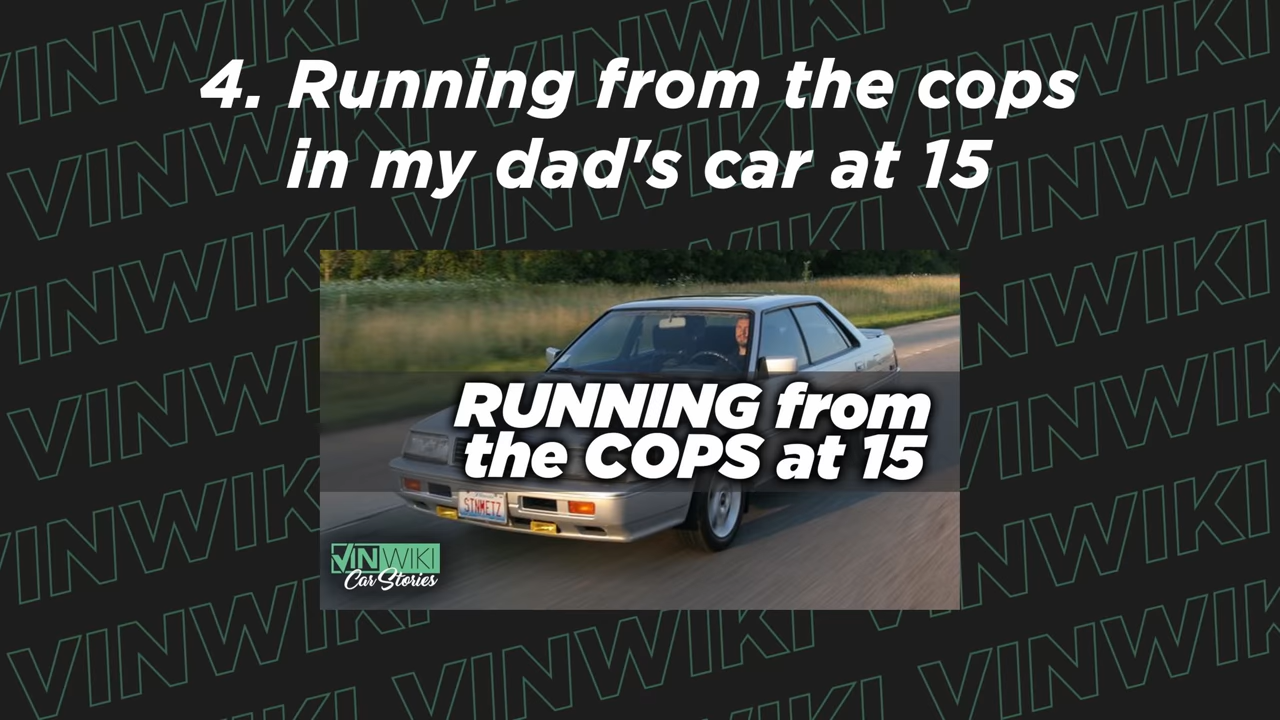 4. Running from the cops
in my dad's car at 15
RUNNING from
the COPS at 15
STNMETZ
VINWIKI
Car Stories